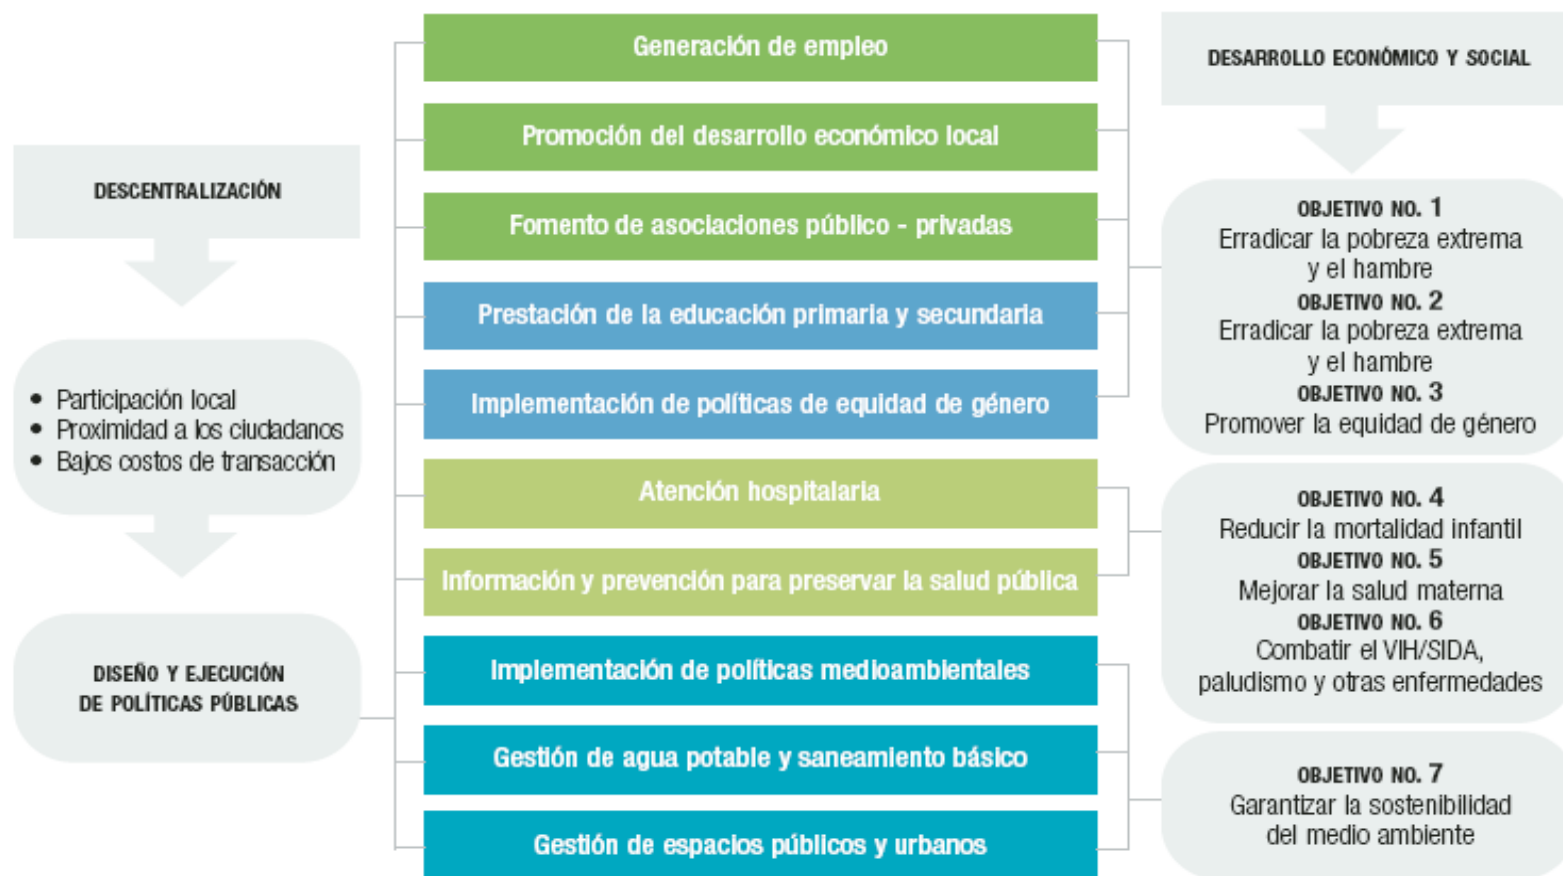 DESCENTRALIZACIÓN
• Participación local
• Proximidad a los ciudadanos
• Bajos costos de transacción
DISEÑO Y EJECUCIÓN
DE POLÍTICAS PÚBLICAS
Generación de empleo
Promoción del desarrollo económico local
Fomento de asociaciones público - privadas
Prestación de la educación primaria y secundaria
Implementación de políticas de equidad de género
Atención hospitalaria
Información y prevención para preservar la salud pública
Implementación de políticas medioambientales
Gestión de agua potable y saneamiento básico
Gestión de espacios públicos y urbanos
DESARROLLO ECONÓMICO Y SOCIAL
OBJETIVO NO. 1
Erradicar la pobreza extrema
y el hambre
OBJETIVO NO. 2
Erradicar la pobreza extrema
y el hambre
OBJETIVO NO. 3
Promover la equidad de género
OBJETIVO NO. 4
Reducir la mortalidad infantil
OBJETIVO NO. 5
Mejorar la salud materna
OBJETIVO NO. 6
Combatir el VIH/SIDA,
paludismo y otras enfermedades
OBJETIVO NO. 7
Garantizar la sostenibilidad
del medio ambiente